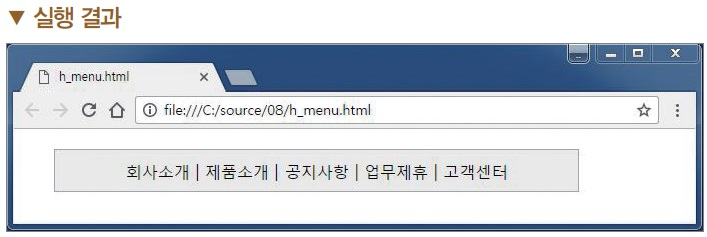 ▼ 실행 결과
h_menu.html
file:///C:/source/08/h_menu.html
회사소개 | 제품소개 | 공지사항 | 업무제휴 | 고객센터